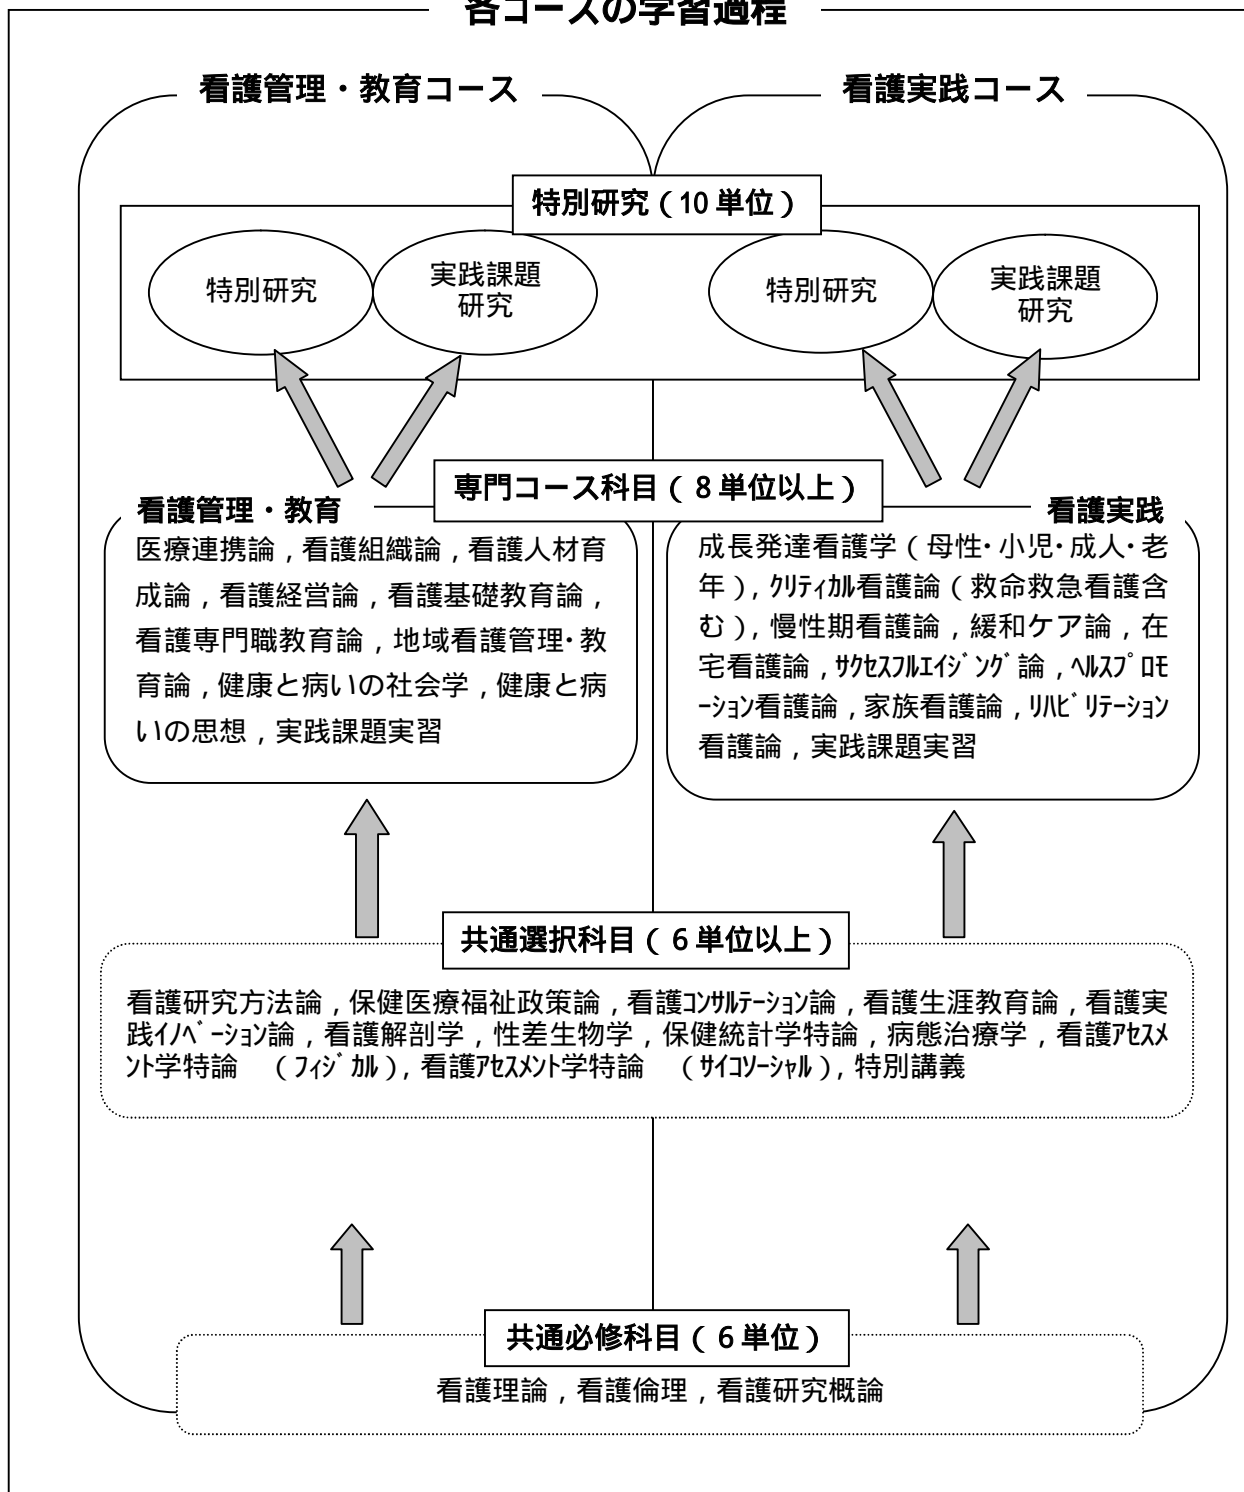 各コースの学習過程
看護管理・教育コース
看護実践コース
特別研究(10単位)
特別研究
実践課題
研究
特別研究
実践課題
研究
専門コース科目(8単位以上)
看護管理・教育
医療連携論,看護組織論,看護人材育
成論,看護経営論,看護基礎教育論,
看護専門職教育論,地域看護管理・教
育論,健康と病いの社会学,健康と病
いの思想,実践課題実習
看護実践
成長発達看護学(母性・小児・成人・老
年),ｸﾘﾃｨｶﾙ看護論(救命救急看護含
む),慢性期看護論,緩和ケア論,在
宅看護論,ｻｸｾｽﾌﾙｴｲｼﾞﾝｸﾞ論,ﾍﾙｽﾌﾟﾛﾓ
ｰｼｮﾝ看護論,家族看護論,ﾘﾊﾋﾞﾘﾃｰｼｮﾝ
看護論,実践課題実習
共通選択科目(6単位以上)
看護研究方法論,保健医療福祉政策論,看護ｺﾝｻﾙﾃｰｼｮﾝ論,看護生涯教育論,看護実
践ｲﾉﾍﾞｰｼｮﾝ論,看護解剖学,性差生物学,保健統計学特論,病態治療学,看護ｱｾｽﾒ
ﾝﾄ学特論 (ﾌｨｼﾞｶﾙ),看護ｱｾｽﾒﾝﾄ学特論 (ｻｲｺｿｰｼｬﾙ),特別講義
共通必修科目(6単位)
看護理論,看護倫理,看護研究概論